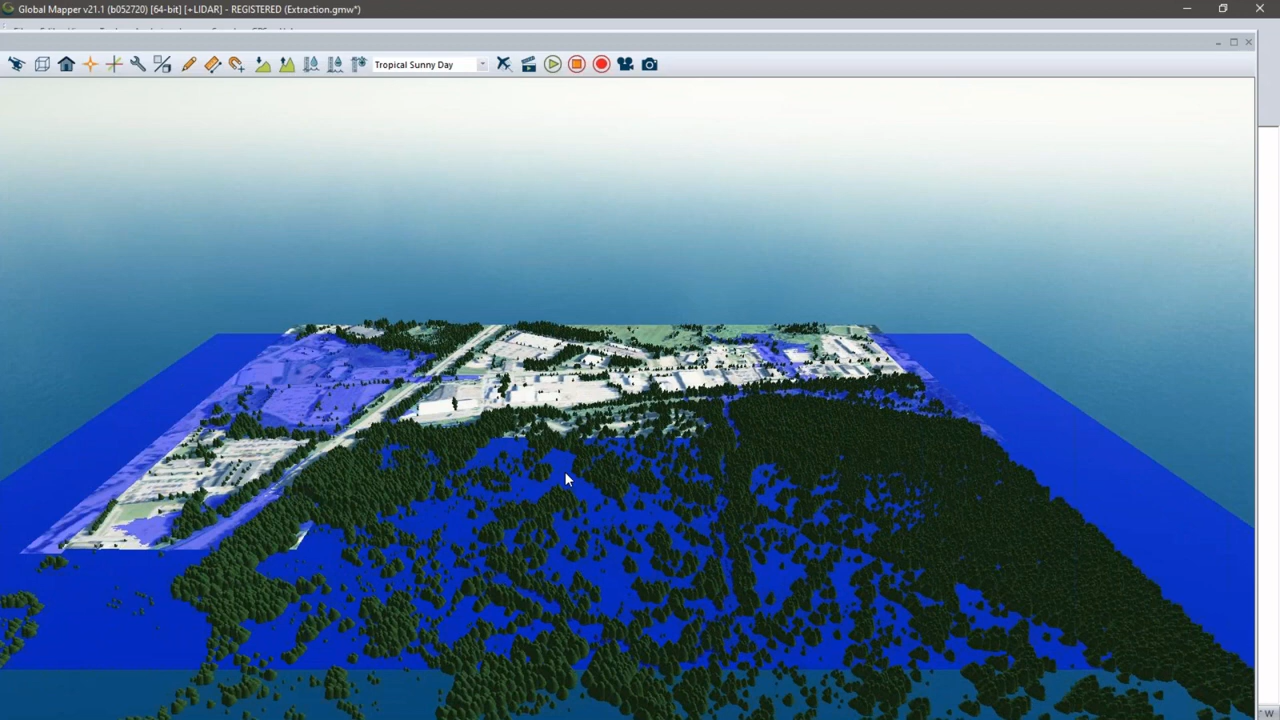 Global Mapper v21.1 (b052720) [64-bit] [+LIDAR] - REGISTERED (Extraction.gmw*)
Tropical Sunny Day
W